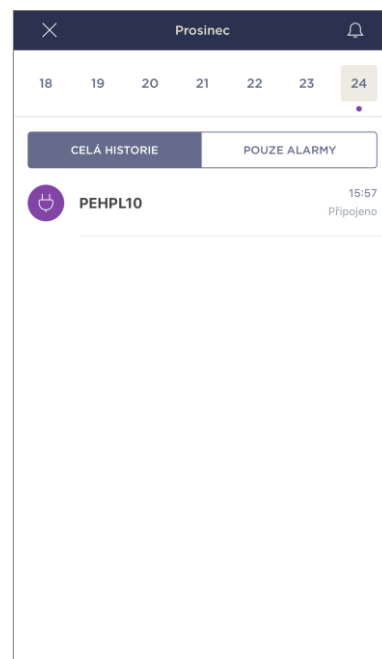 Prosinec
18 19 20 21 22 23 24
CELÁ HISTORIE POUZE ALARMY
15:57
PEHPL10
Připojeno